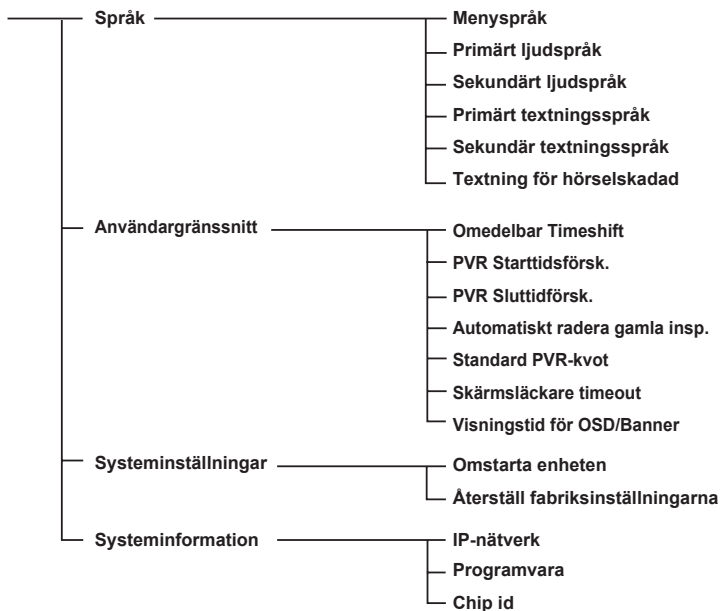 Språk
Menyspråk
Primärt ljudspråk
Sekundärt ljudspråk
Primärt textningsspråk
Sekundär textningsspråk
Textning för hörselskadad
Användargränssnitt
Omedelbar Timeshift
PVR Starttidsförsk.
PVR Sluttidförsk.
Automatiskt radera gamla insp.
Standard PVR-kvot
Skärmsläckare timeout
Visningstid för OSD/Banner
Systeminställningar
Omstarta enheten
Återställ fabriksinställningarna
Systeminformation
IP-nätverk
Programvara
Chip id